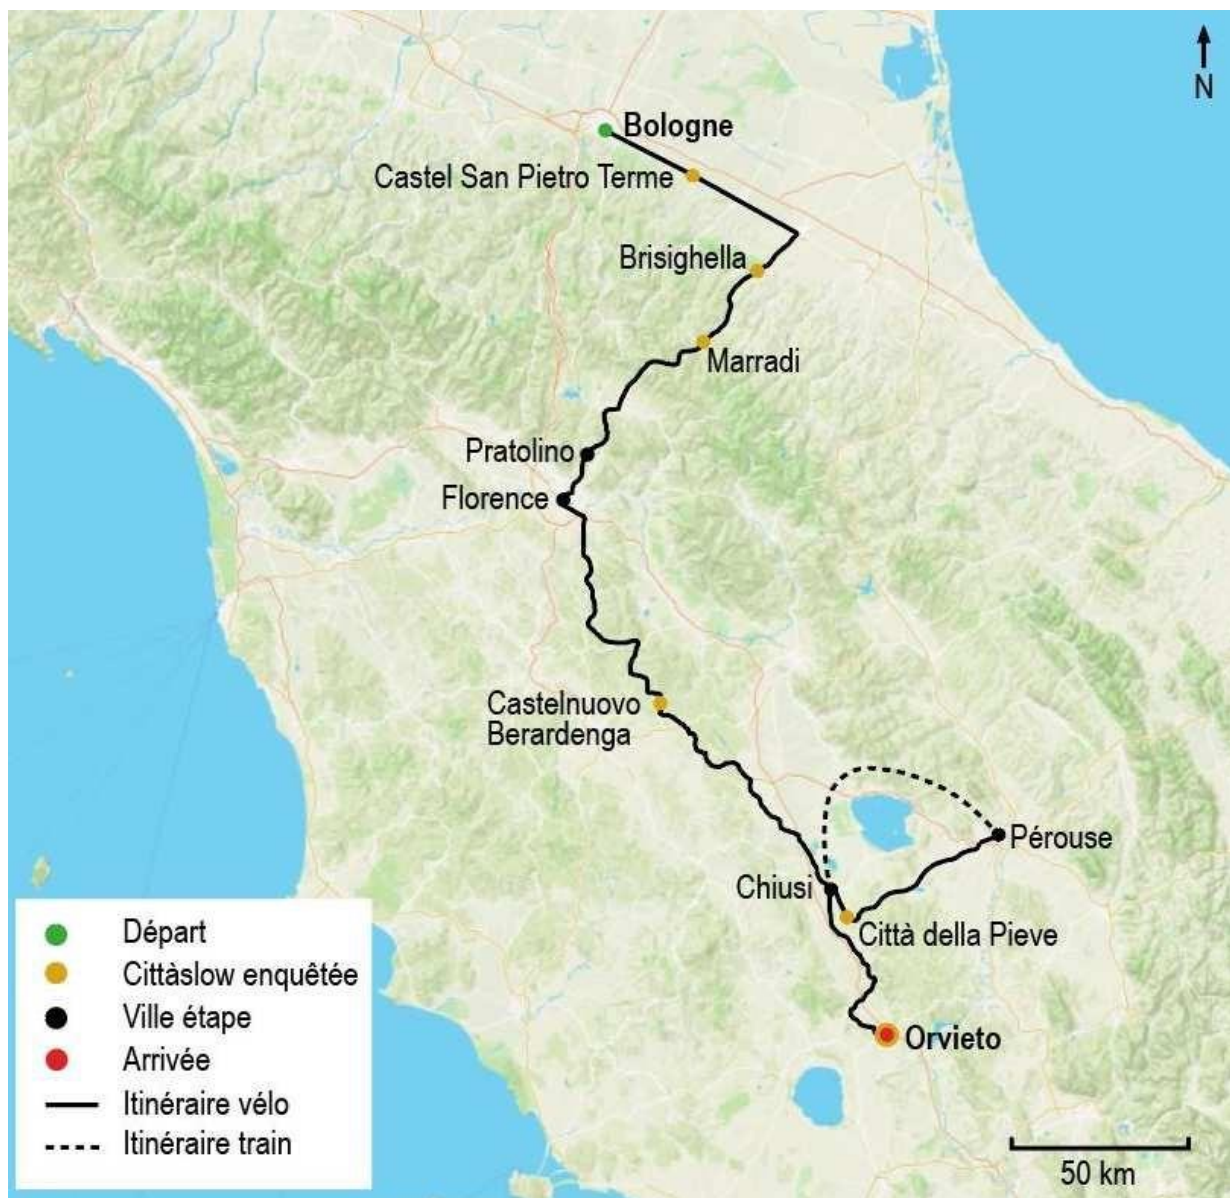 N
Bologne
Castel San Pietro Terme
Brisighella
Marradi
Pratolino
Florence
Castelnuovo
Berardenga
Pérouse
Chiusi
Città della Pieve
Orvieto
Départ
Cittàslow enquêtée
Ville étape
Arrivée
Itinéraire vélo
Itinéraire train
50 km